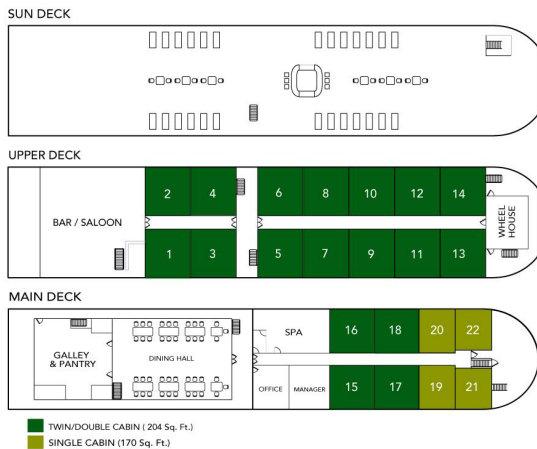 SUN DECK
UPPER DECK
2 4 6 8 10 12 14
BAR / SALOON
WHEEL
HOUSE
1 3 5 7 9 11 13
MAIN DECK
SPA
16 18 20 22
GALLEY
& PANTRY
DINING HALL
OFFICE
MANAGER
15 17 19 21
TWIN/DOUBLE CABIN ( 204 Sq. Ft.)
SINGLE CABIN (170 Sq. Ft.)